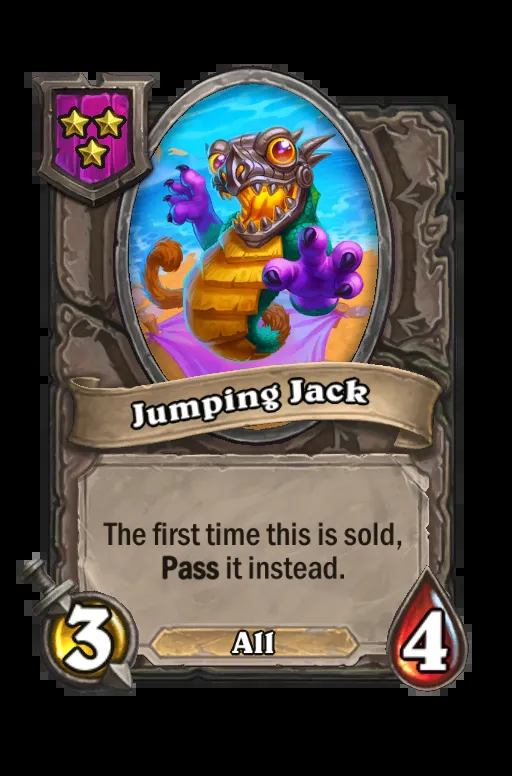 Jumping Jack
The first time this is sold,
Pass it instead.
3
All
4